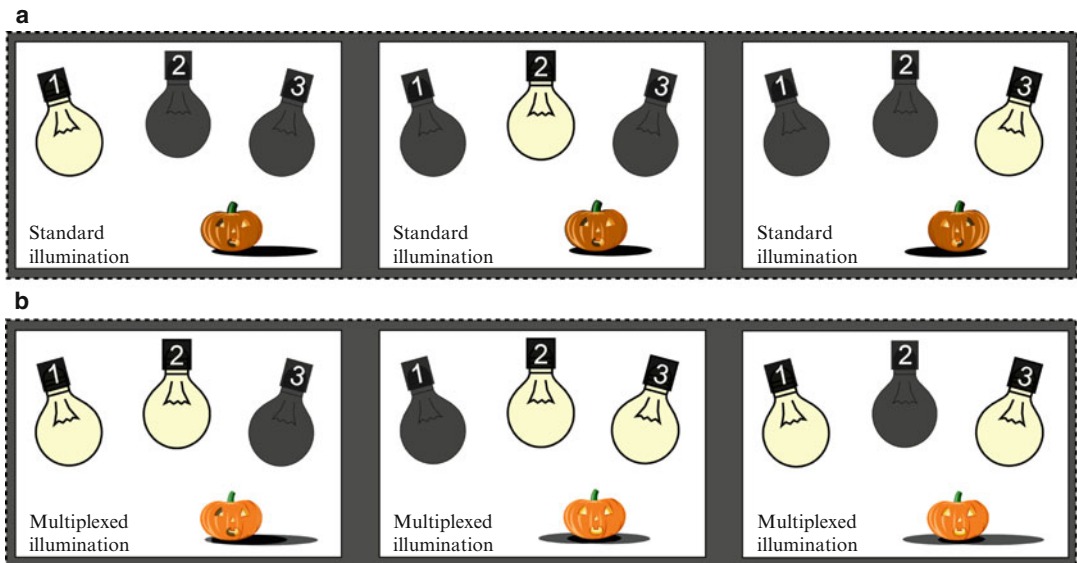 a
1 2 3
1 2 3
1 2 3
Standard
illumination
Standard
illumination
Standard
illumination
b
1 2 3
1 2 3
1 2 3
Multiplexed
illumination
Multiplexed
illumination
Multiplexed
illumination